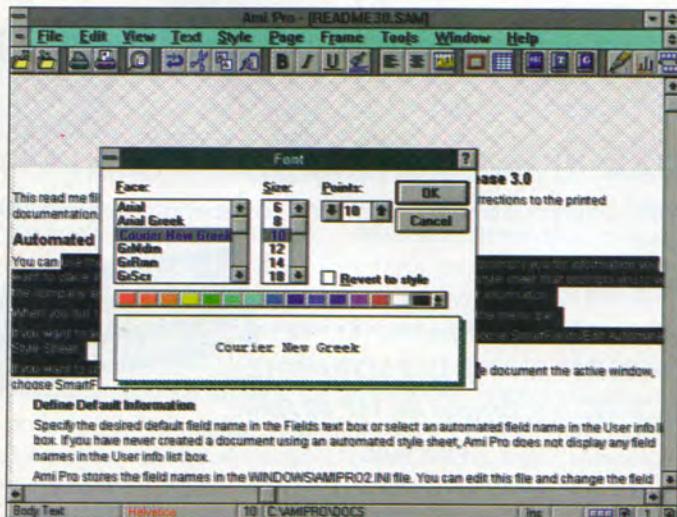 Ami Pro - [README30.SAM]
File Edit View Text Style Page Frame Tools Window Help
Font
ease 3.0
This read me fil
rrections to the printed
documentation.
Automated
You can
Face:
Arial
Arial Greek
Courier New Greek
GrMdm
GrRmn
GrScr
Size:
6
8
10
12
14
18
Points:
10
OK
Cancel
Revert to style
Courier New Greek
Style Sheet.
e document the active window,
choose SmartFi
Define Default Information
Specify the desired default field name in the Fields text box or select an automated field name in the User info li
box. If you have never created a document using an automated style sheet, Ami Pro does not display any field
names in the User info list box.
Ami Pro stores the field names in the WINDOWS\AMIPRO2.INI file. You can edit this file and change the field
Body Text Helvetica 10 C:\AMIPRO\DOCS Ins 1